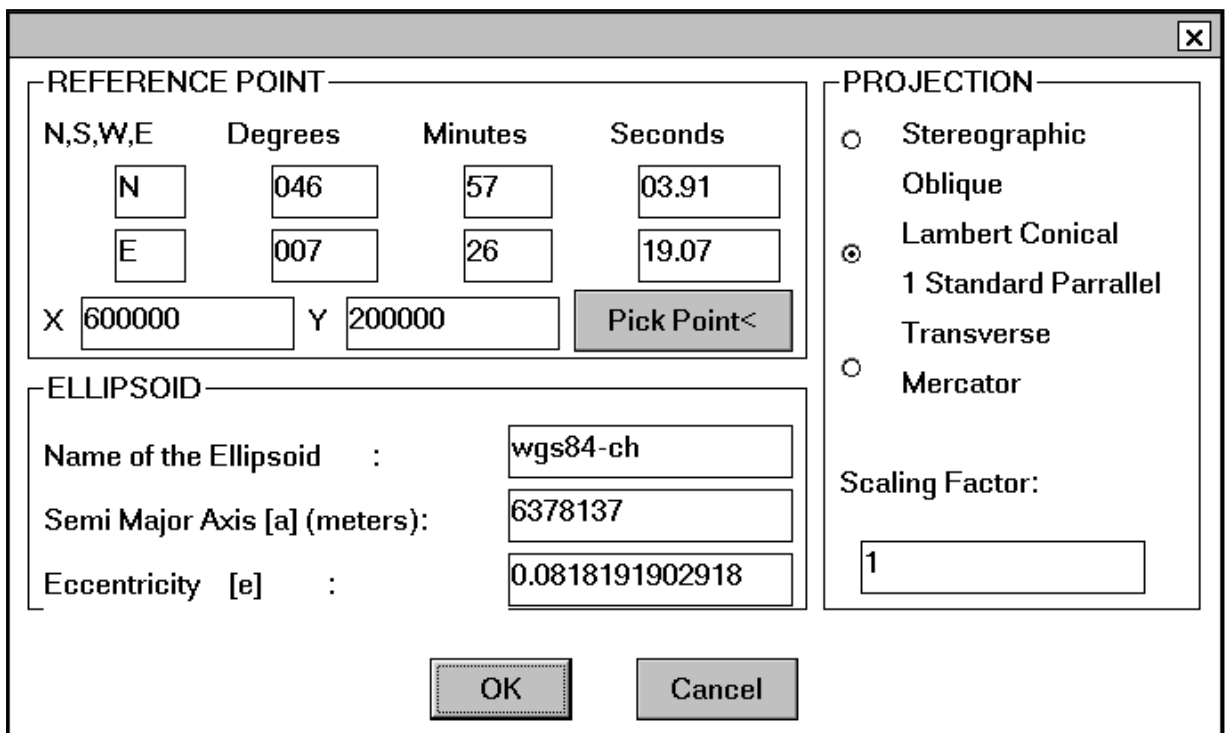 REFERENCE POINT
N,S,W,E Degrees Minutes Seconds
N 046 57 03.91
E 007 26 19.07
X 600000 Y 200000 Pick Point<
ELLIPSOID
Name of the Ellipsoid : wgs84-ch
Semi Major Axis [a] (meters): 6378137
Eccentricity [e] : 0.0818191902918
PROJECTION
Stereographic
Oblique
Lambert Conical
1 Standard Parrallel
Transverse
Mercator
Scaling Factor:
1
OK Cancel